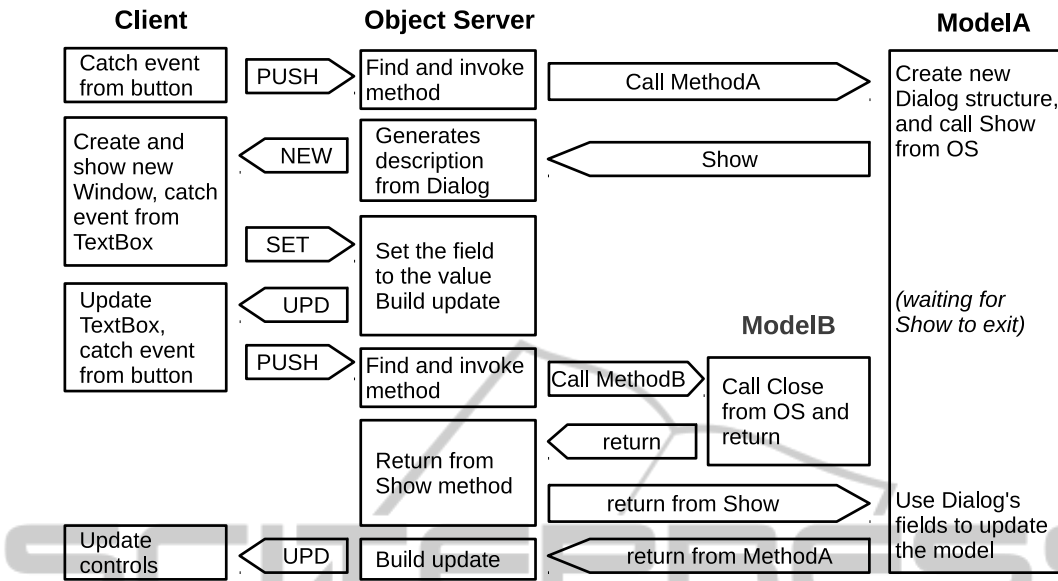 Client
Object Server
ModelA
Catch event
from button
PUSH
Find and invoke
method
Call MethodA
Create new
Dialog structure,
and call Show
from OS
Create and
show new
Window, catch
event from
TextBox
NEW
Generates
description
from Dialog
Show
SET
Set the field
to the value
Build update
Update
TextBox,
catch event
from button
UPD
(waiting for
Show to exit)
ModelB
PUSH
Find and invoke
method
Call MethodB
Call Close
from OS and
return
return
Return from
Show method
return from Show
Use Dialog's
fields to update
the model
Update
controls
UPD
Build update
return from MethodA